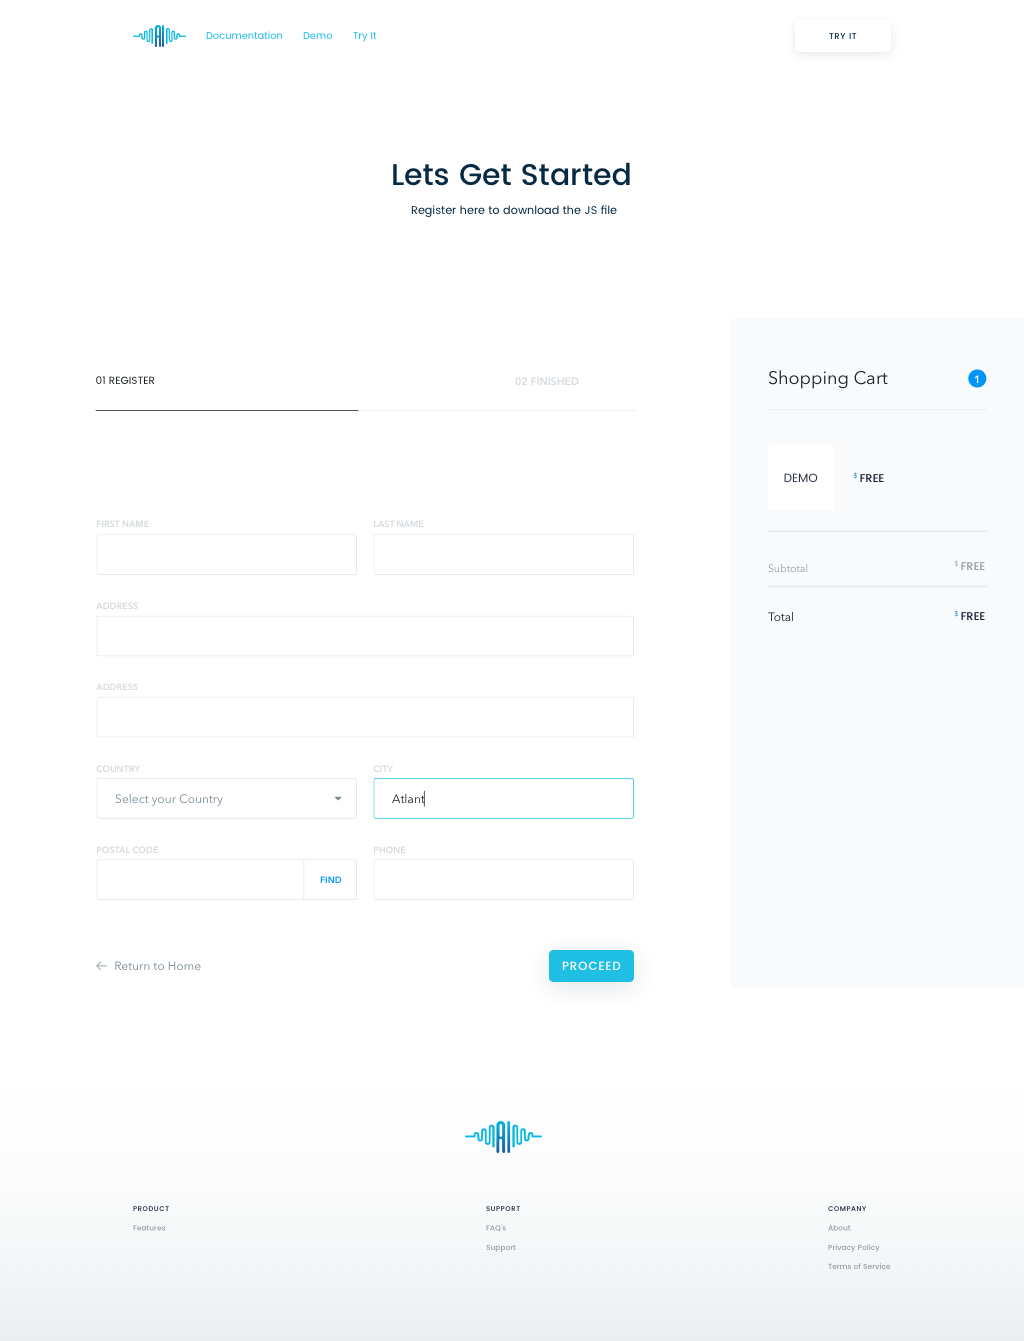 Documentation Demo Try It
TRY IT
Lets Get Started
Register here to download the JS file
01 REGISTER
02 FINISHED
FIRST NAME
LAST NAME
ADDRESS
ADDRESS
COUNTRY
CITY
Select your Country
Atlant
POSTAL CODE
PHONE
FIND
Return to Home
PROCEED
Shopping Cart
1
DEMO
$ FREE
Subtotal
$ FREE
Total
$ FREE
PRODUCT
Features
SUPPORT
FAQ's
Support
COMPANY
About
Privacy Policy
Terms of Service